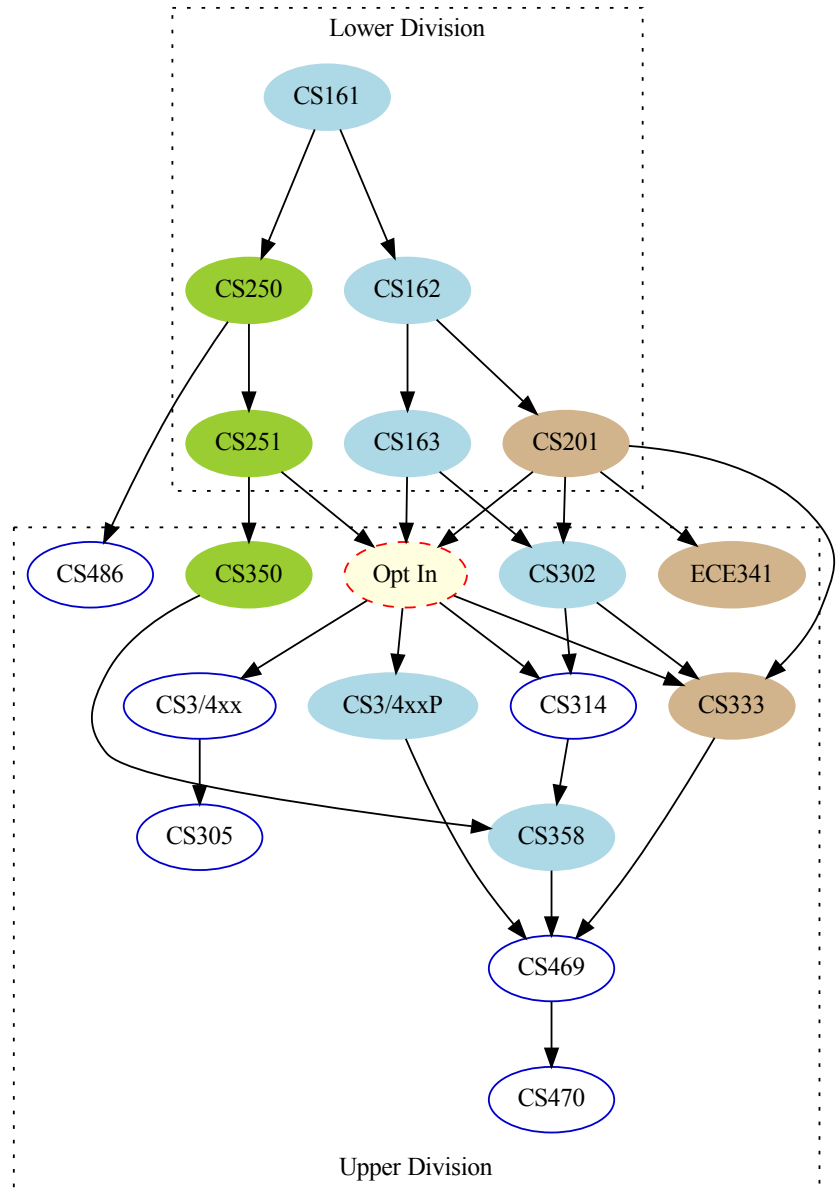 Lower Division
CS161
CS250
CS162
CS251
CS163
CS201
CS486
CS350
Opt In
CS302
ECE341
CS3/4xx
CS3/4xxP
CS314
CS333
CS305
CS358
CS469
CS470
Upper Division